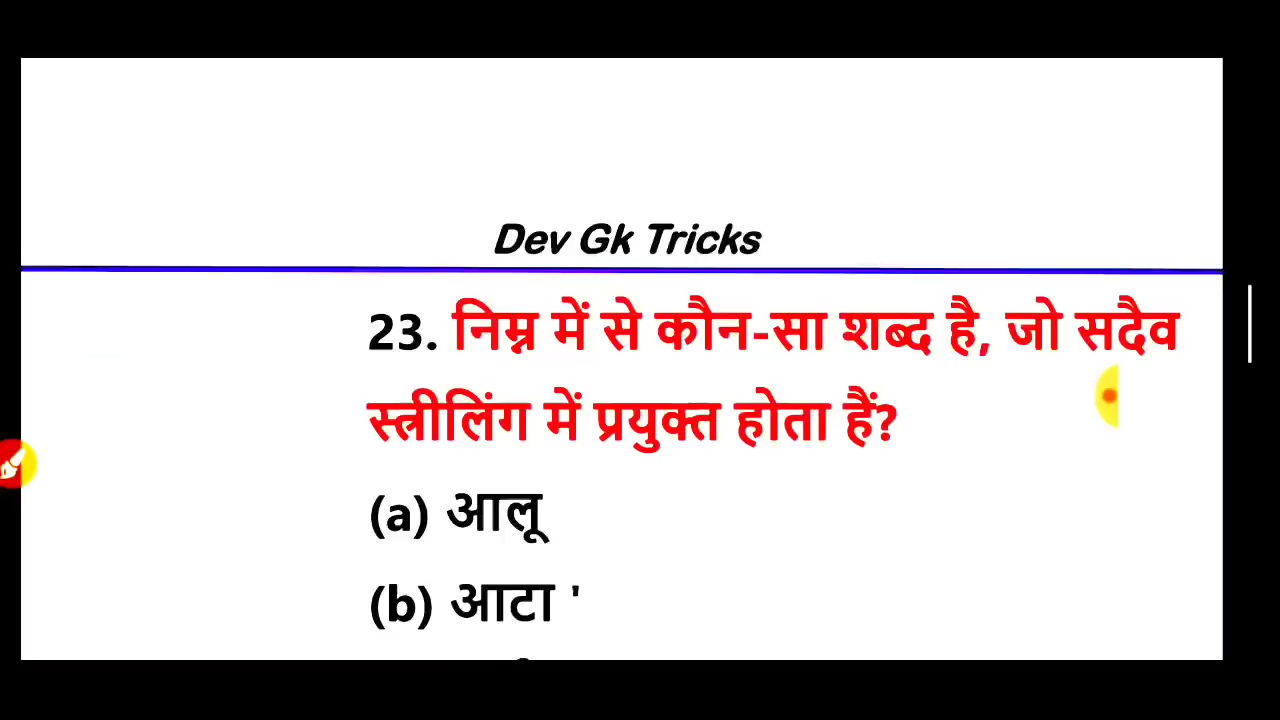 Dev Gk Tricks
23. निम्न में से कौन-सा शब्द है, जो सदैव
स्त्रीलिंग में प्रयुक्त होता हैं?
(a) आलू
(b) आटा '